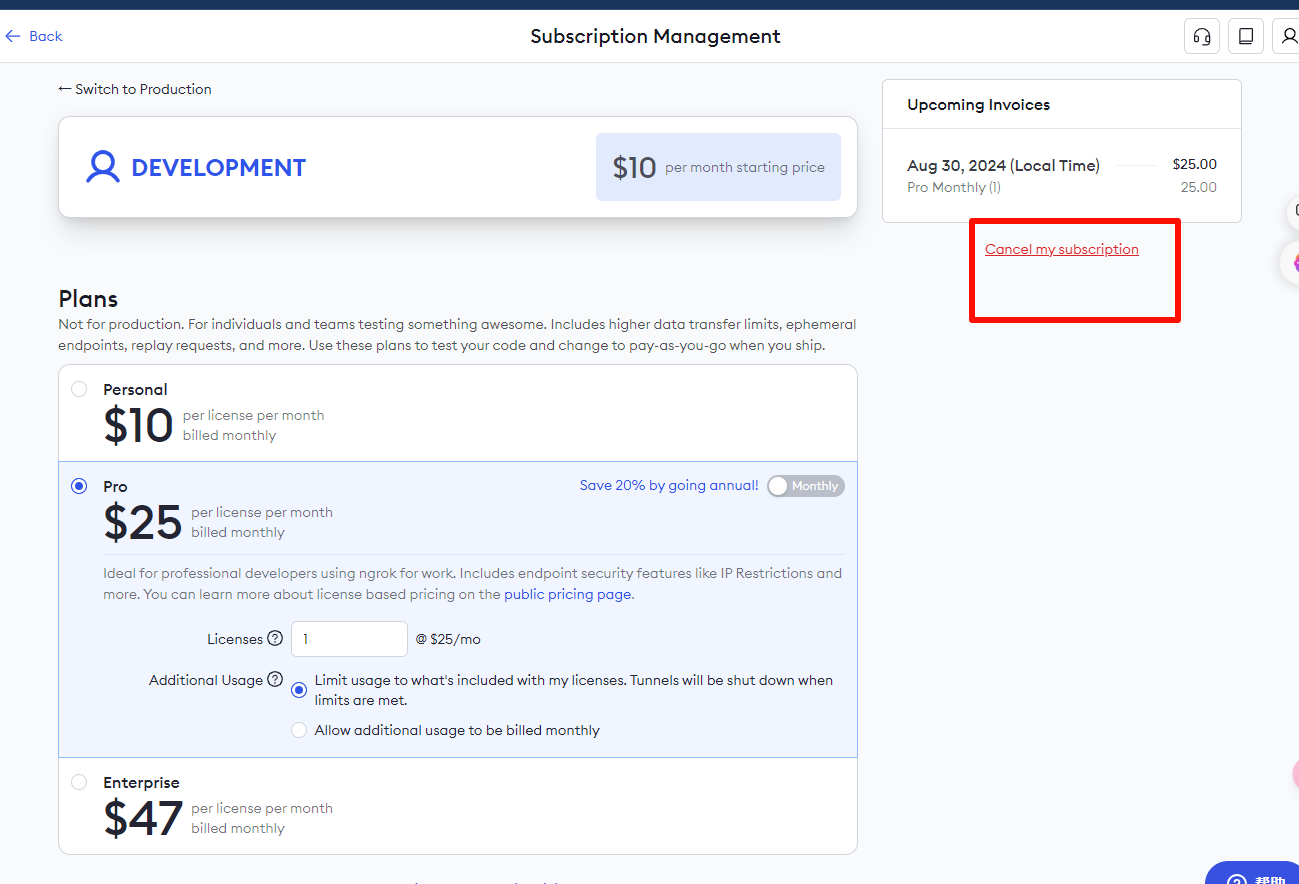 Back
Subscription Management
← Switch to Production
DEVELOPMENT
$10 per month starting price
Upcoming Invoices
Aug 30, 2024 (Local Time) $25.00
Pro Monthly (1) 25.00
Cancel my subscription
Plans
Not for production. For individuals and teams testing something awesome. Includes higher data transfer limits, ephemeral
endpoints, replay requests, and more. Use these plans to test your code and change to pay-as-you-go when you ship.
Personal
$10 per license per month
billed monthly
Pro
Save 20% by going annual! Monthly
$25 per license per month
billed monthly
Ideal for professional developers using ngrok for work. Includes endpoint security features like IP Restrictions and
more. You can learn more about license based pricing on the public pricing page.
Licenses 1 @ $25/mo
Additional Usage
Limit usage to what's included with my licenses. Tunnels will be shut down when
limits are met.
Allow additional usage to be billed monthly
Enterprise
$47 per license per month
billed monthly